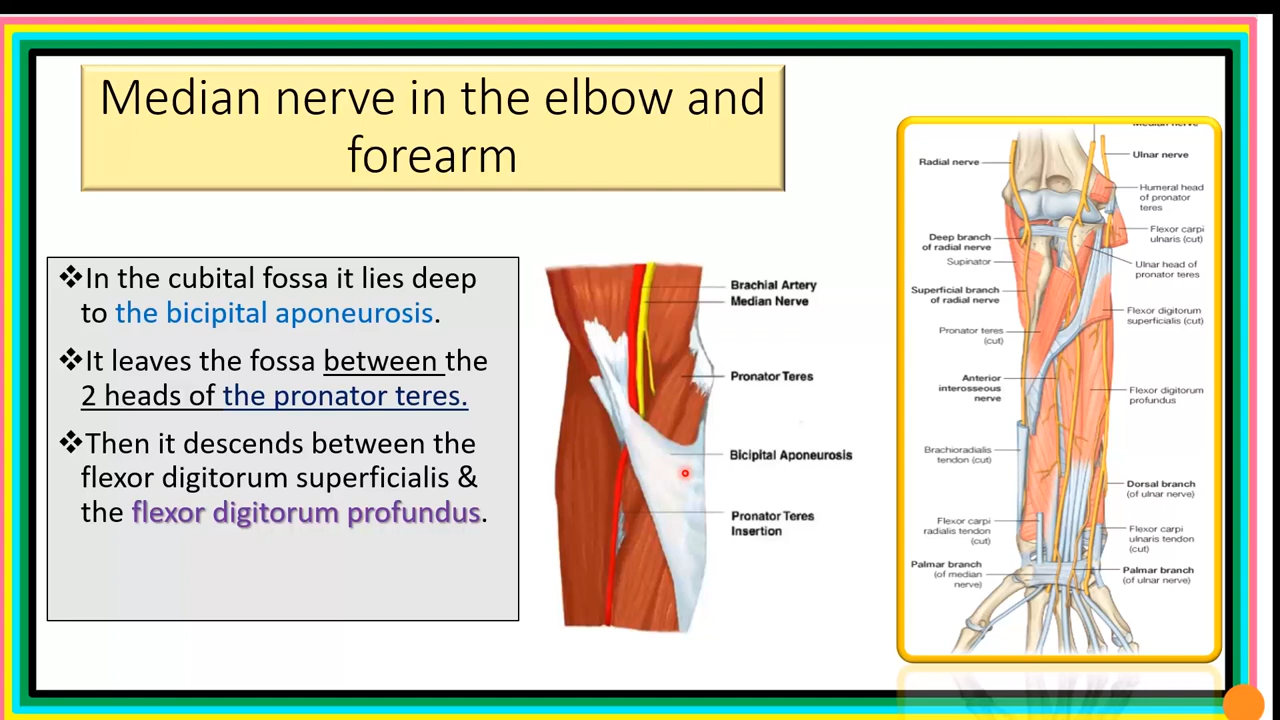 Median nerve in the elbow and
forearm
❖In the cubital fossa it lies deep
to the bicipital aponeurosis.
❖It leaves the fossa between the
2 heads of the pronator teres.
❖Then it descends between the
flexor digitorum superficialis &
the flexor digitorum profundus.
Brachial Artery
Median Nerve
Pronator Teres
Bicipital Aponeurosis
Pronator Teres
Insertion
Median nerve
Radial nerve
Ulnar nerve
Humeral head
of pronator
teres
Flexor carpi
ulnaris (cut)
Deep branch
of radial nerve
Supinator
Ulnar head of
pronator teres
Superficial branch
of radial nerve
Flexor digitorum
superficialis (cut)
Pronator teres
(cut)
Anterior
interosseous
nerve
Flexor digitorum
profundus
Brachioradialis
tendon (cut)
Dorsal branch
(of ulnar nerve)
Flexor carpi
radialis tendon
(cut)
Flexor carpi
ulnaris tendon
(cut)
Palmar branch
(of median
nerve)
Palmar branch
(of ulnar nerve)